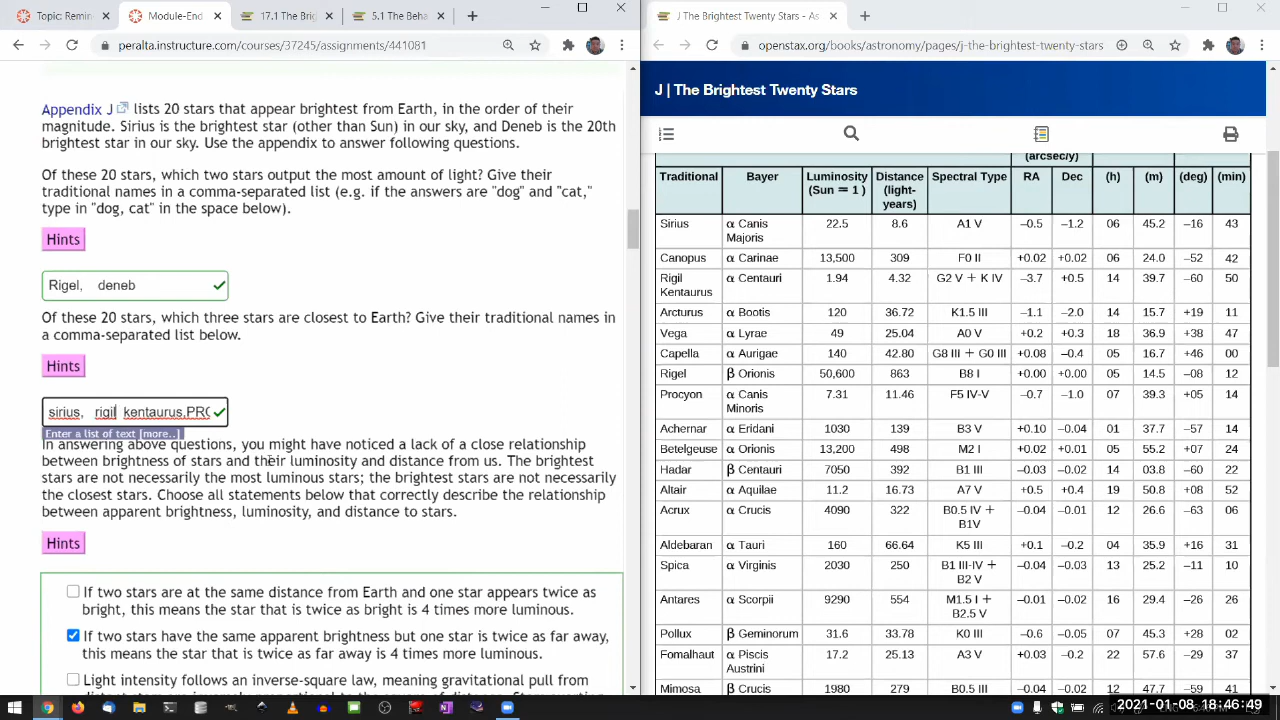 Module-End
17.1 The Brigh
5.1 The Behav
The Brightest Twenty Stars - As
peralta.instructure.com/courses/37245/assignments/441081
openstax.org/books/astronomy/pages/j-the-brightest-twenty-stars
Appendix J lists 20 stars that appear brightest from Earth, in the order of their
magnitude. Sirius is the brightest star (other than Sun) in our sky, and Deneb is the 20th
brightest star in our sky. Use the appendix to answer following questions.
Of these 20 stars, which two stars output the most amount of light? Give their
traditional names in a comma-separated list (e.g. if the answers are "dog" and "cat,"
type in "dog, cat" in the space below).
Hints
Rigel, deneb
Of these 20 stars, which three stars are closest to Earth? Give their traditional names in
a comma-separated list below.
Hints
sirius, rigil kentaurus,PRO
Enter a list of text [more..]
In answering above questions, you might have noticed a lack of a close relationship
between brightness of stars and their luminosity and distance from us. The brightest
stars are not necessarily the most luminous stars; the brightest stars are not necessarily
the closest stars. Choose all statements below that correctly describe the relationship
between apparent brightness, luminosity, and distance to stars.
Hints
If two stars are at the same distance from Earth and one star appears twice as
bright, this means the star that is twice as bright is 4 times more luminous.
If two stars have the same apparent brightness but one star is twice as far away,
this means the star that is twice as far away is 4 times more luminous.
Light intensity follows an inverse-square law, meaning gravitational pull from
J | The Brightest Twenty Stars
(arcsec/y)
Traditional Bayer Luminosity (Sun = 1) Distance (light-years) Spectral Type RA Dec (h) (m) (deg) (min)
Sirius α Canis Majoris 22.5 8.6 A1 V –0.5 –1.2 06 45.2 –16 43
Canopus α Carinae 13,500 309 F0 II +0.02 +0.02 06 24.0 –52 42
Rigil Kentaurus α Centauri 1.94 4.32 G2 V + K IV –3.7 +0.5 14 39.7 –60 50
Arcturus α Bootis 120 36.72 K1.5 III –1.1 –2.0 14 15.7 +19 11
Vega α Lyrae 49 25.04 A0 V +0.2 +0.3 18 36.9 +38 47
Capella α Aurigae 140 42.80 G8 III + G0 III +0.08 –0.4 05 16.7 +46 00
Rigel β Orionis 50,600 863 B8 I +0.00 +0.00 05 14.5 –08 12
Procyon α Canis Minoris 7.31 11.46 F5 IV-V –0.7 –1.0 07 39.3 +05 14
Achernar α Eridani 1030 139 B3 V +0.10 –0.04 01 37.7 –57 14
Betelgeuse α Orionis 13,200 498 M2 I +0.02 +0.01 05 55.2 +07 24
Hadar β Centauri 7050 392 B1 III –0.03 –0.02 14 03.8 –60 22
Altair α Aquilae 11.2 16.73 A7 V +0.5 +0.4 19 50.8 +08 52
Acrux α Crucis 4090 322 B0.5 IV + B1V –0.04 –0.01 12 26.6 –63 06
Aldebaran α Tauri 160 66.64 K5 III +0.1 –0.2 04 35.9 +16 31
Spica α Virginis 2030 250 B1 III-IV + B2 V –0.04 –0.03 13 25.2 –11 10
Antares α Scorpii 9290 554 M1.5 I + B2.5 V –0.01 –0.02 16 29.4 –26 26
Pollux β Geminorum 31.6 33.78 K0 III –0.6 –0.05 07 45.3 +28 02
Fomalhaut α Piscis Austrini 17.2 25.13 A3 V +0.03 –0.2 22 57.6 –29 37
Mimosa β Crucis 1980 279 B0.5 III –0.04 –0.02 12 47.7 –59 41
2021-01-08 18:46:49